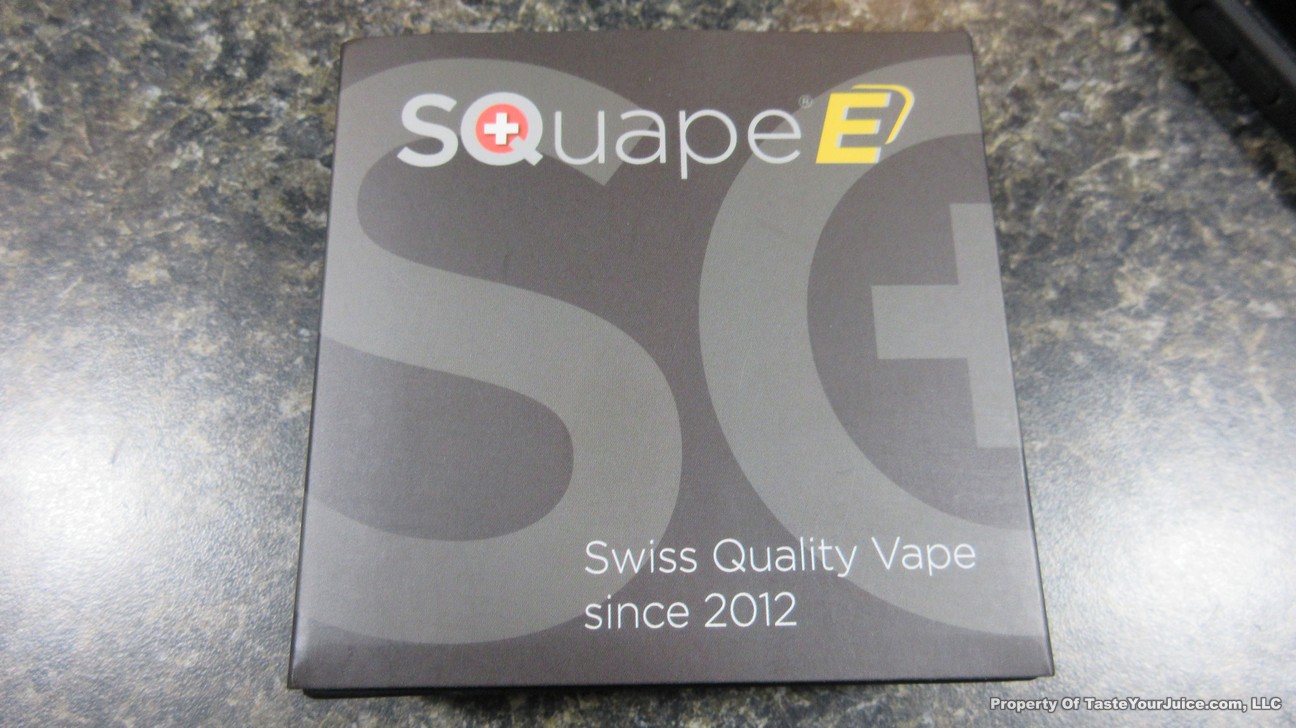 SQuape® E
Swiss Quality Vape
since 2012
Property Of TasteYourJuice.com, LLC